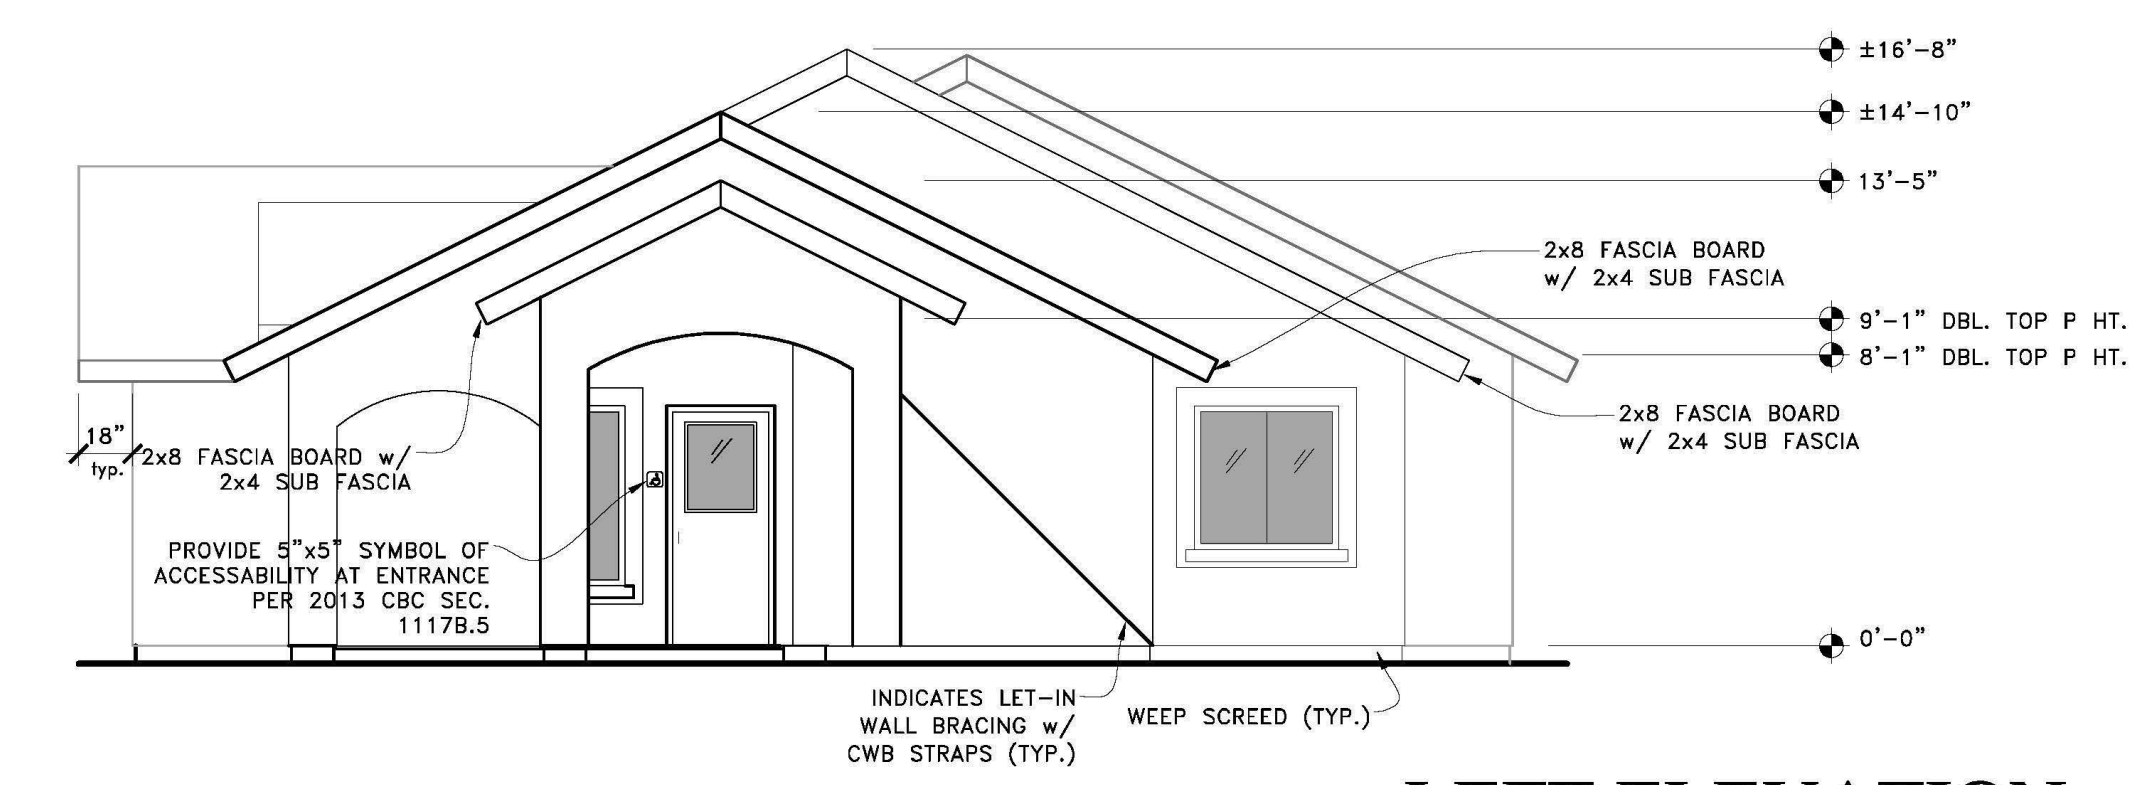 ±16'-8"
±14'-10"
13'-5"
2x8 FASCIA BOARD
w/ 2x4 SUB FASCIA
9'-1" DBL. TOP P HT.
8'-1" DBL. TOP P HT.
2x8 FASCIA BOARD
w/ 2x4 SUB FASCIA
18"
typ.
2x8 FASCIA BOARD w/
2x4 SUB FASCIA
PROVIDE 5"x5" SYMBOL OF
ACCESSABILITY AT ENTRANCE
PER 2013 CBC SEC.
1117B.5
0'-0"
INDICATES LET-IN
WALL BRACING w/
CWB STRAPS (TYP.)
WEEP SCREED (TYP.)
LEFT ELEVATION